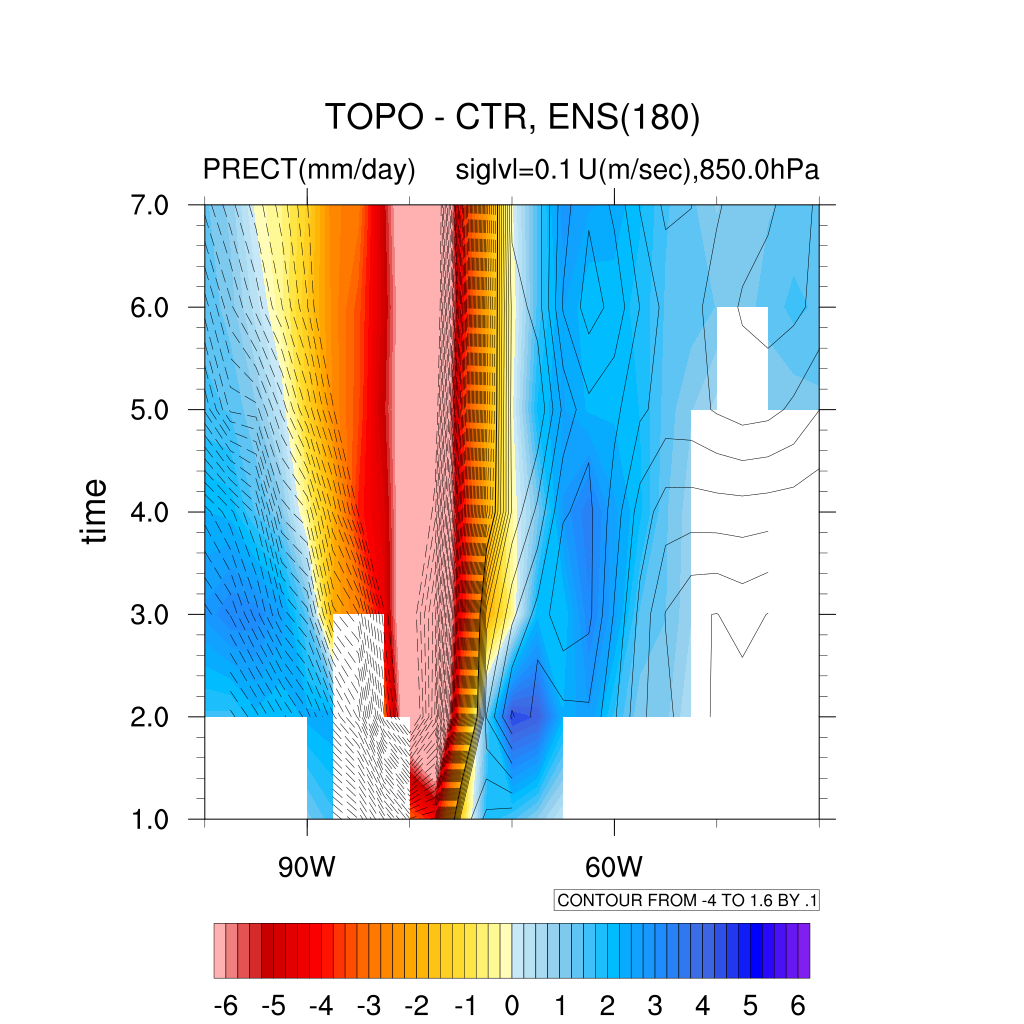 TOPO - CTR, ENS(180)
PRECT(mm/day) siglvl=0.1 U(m/sec),850.0hPa
7.0
6.0
5.0
4.0
3.0
2.0
1.0
time
90W 60W
CONTOUR FROM -4 TO 1.6 BY .1
-6 -5 -4 -3 -2 -1 0 1 2 3 4 5 6